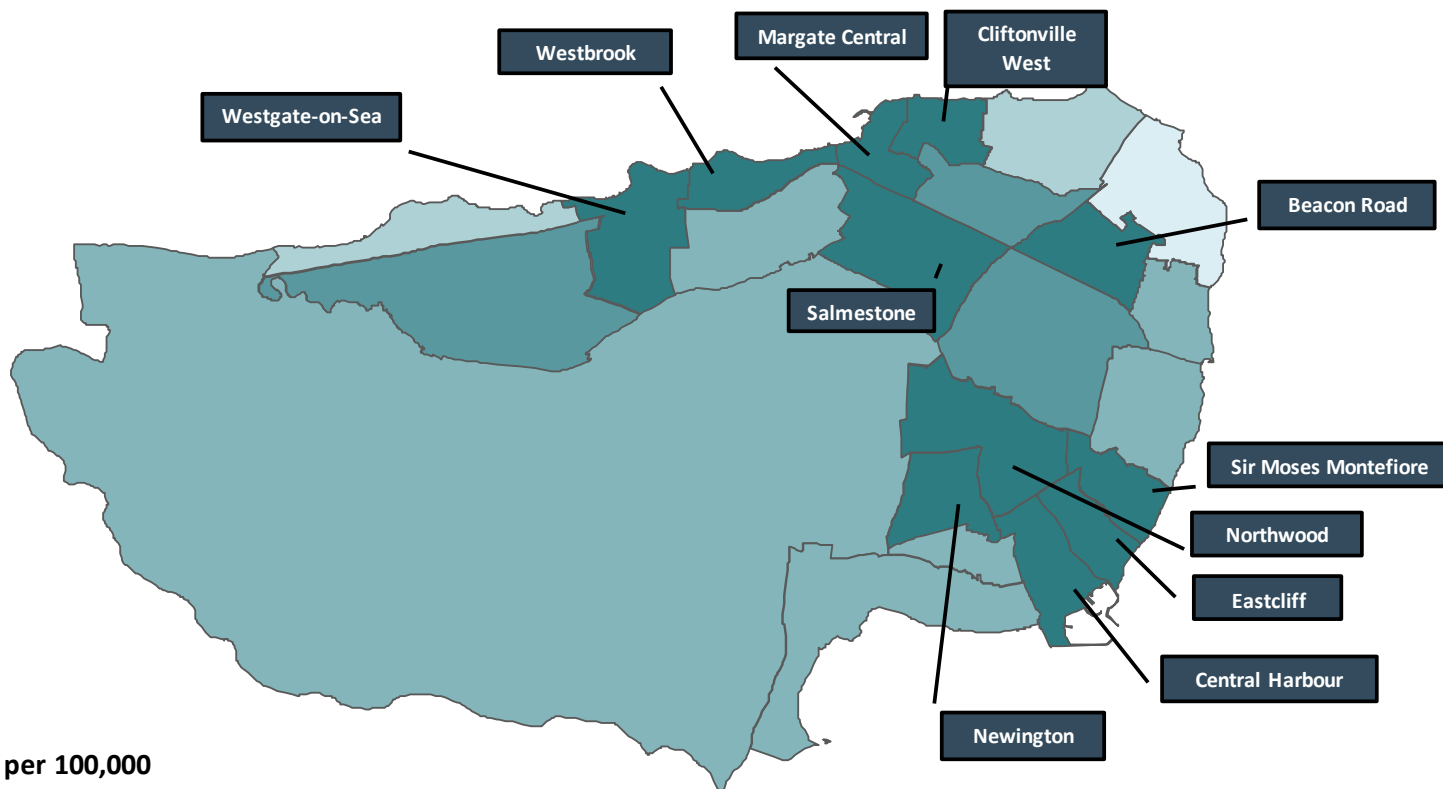 Cliftonville
West
Margate Central
Westbrook
Westgate-on-Sea
Beacon Road
Salmestone
Sir Moses Montefiore
Northwood
Eastcliff
Central Harbour
Newington
per 100,000